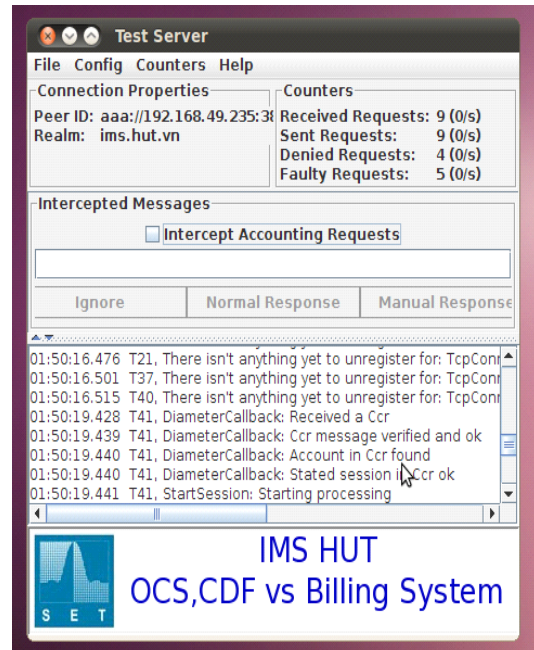 Test Server
File Config Counters Help
Connection Properties
Peer ID: aaa://192.168.49.235:38
Realm: ims.hut.vn
Counters
Received Requests: 9 (0/s)
Sent Requests: 9 (0/s)
Denied Requests: 4 (0/s)
Faulty Requests: 5 (0/s)
Intercepted Messages
Intercept Accounting Requests
Ignore
Normal Response
Manual Response
01:50:16.476 T21, There isn't anything yet to unregister for: TcpConn
01:50:16.501 T37, There isn't anything yet to unregister for: TcpConn
01:50:16.515 T40, There isn't anything yet to unregister for: TcpConn
01:50:19.428 T41, DiameterCallback: Received a Ccr
01:50:19.439 T41, DiameterCallback: Ccr message verified and ok
01:50:19.440 T41, DiameterCallback: Account in Ccr found
01:50:19.440 T41, DiameterCallback: Stated session in Ccr ok
01:50:19.441 T41, StartSession: Starting processing
SET
IMS HUT
OCS,CDF vs Billing System